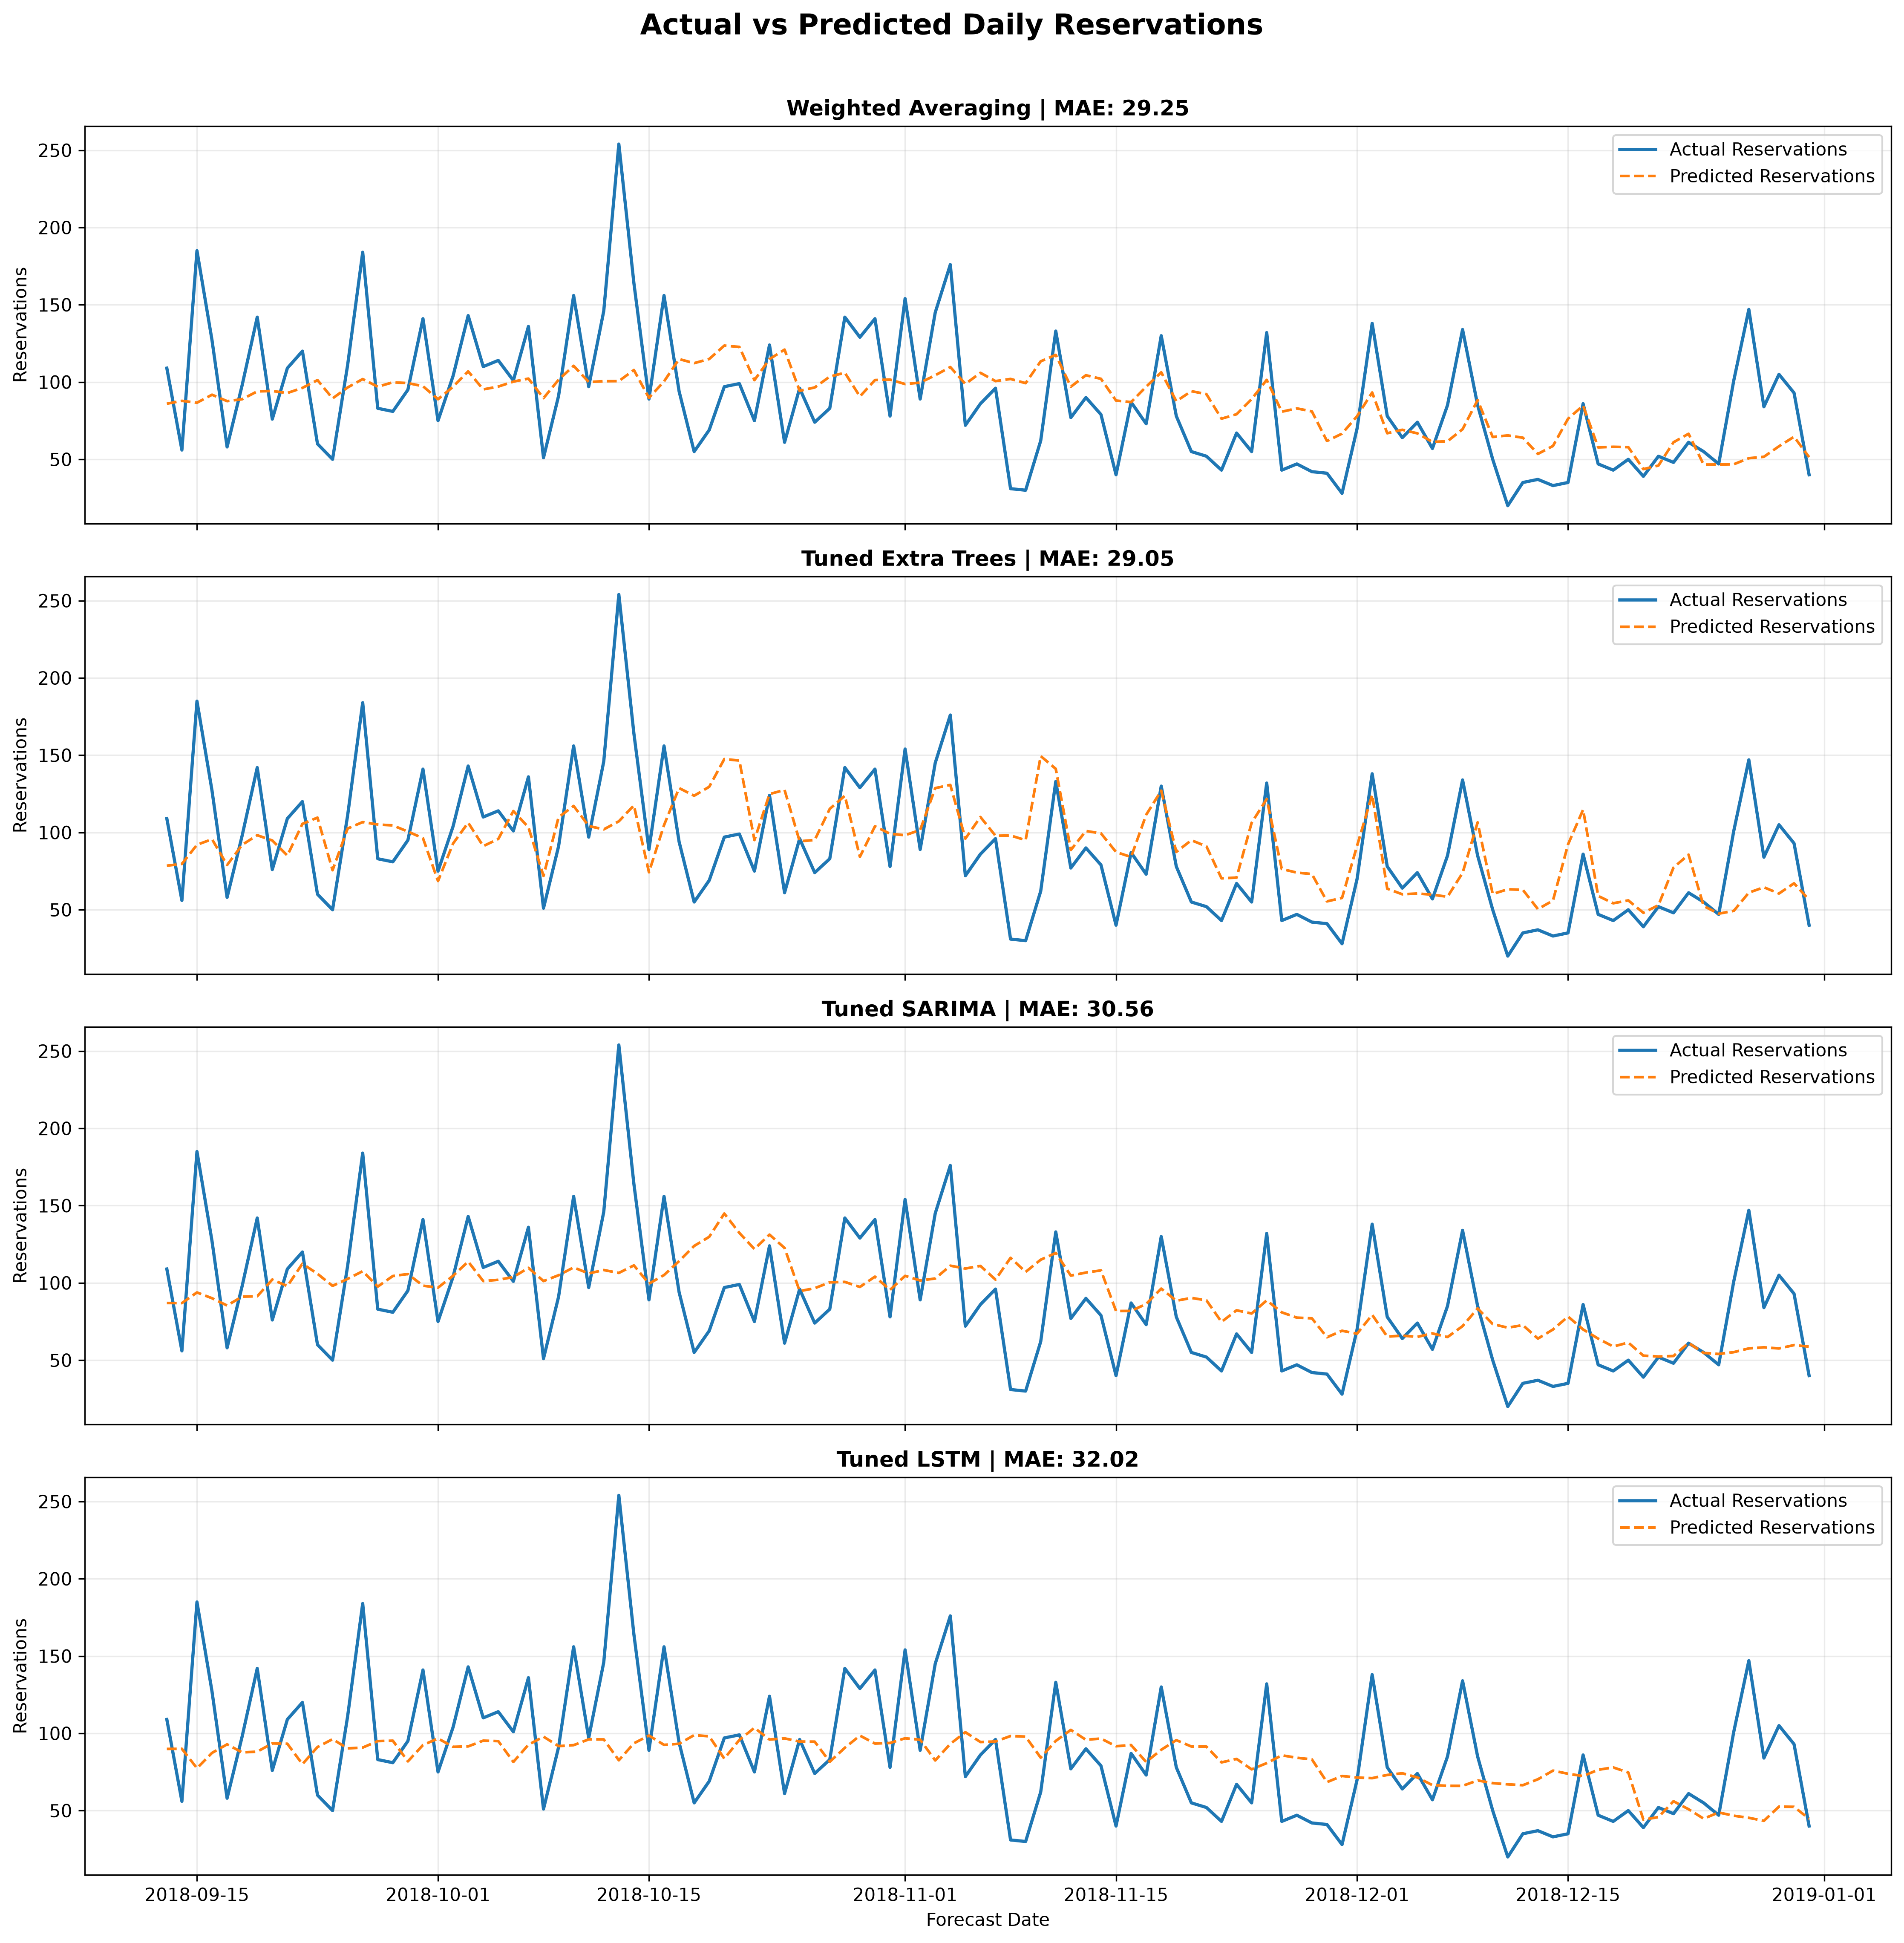 Actual vs Predicted Daily Reservations
Weighted Averaging | MAE: 29.25
250
200
150
100
50
Reservations
Actual Reservations
Predicted Reservations
Tuned Extra Trees | MAE: 29.05
250
200
150
100
50
Reservations
Actual Reservations
Predicted Reservations
Tuned SARIMA | MAE: 30.56
250
200
150
100
50
Reservations
Actual Reservations
Predicted Reservations
Tuned LSTM | MAE: 32.02
250
200
150
100
50
Reservations
Actual Reservations
Predicted Reservations
2018-09-15 2018-10-01 2018-10-15 2018-11-01 2018-11-15 2018-12-01 2018-12-15 2019-01-01
Forecast Date